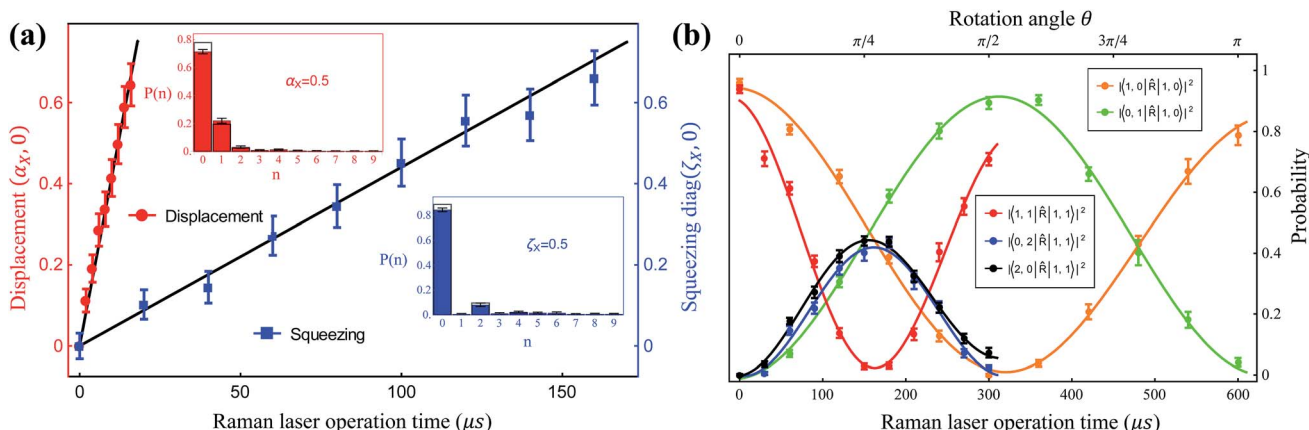 (a)
Displacement (α_X, 0)
0.6
0.4
0.2
0
0.8
0.6
0.4
0.2
0.
P(n)
α_X=0.5
0 1 2 3 4 5 6 7 8 9
n
Displacement
0.8
0.6
0.4
0.2
0.
P(n)
ζ_X=0.5
0 1 2 3 4 5 6 7 8 9
n
Squeezing
0 50 100 150
Raman laser operation time (μs)
0.6
0.4
0.2
0
Squeezing diag(ζ_X, 0)
(b)
Rotation angle θ
0 π/4 π/2 3π/4 π
|⟨1, 0|R̂|1, 0⟩|²
|⟨0, 1|R̂|1, 0⟩|²
|⟨1, 1|R̂|1, 1⟩|²
|⟨0, 2|R̂|1, 1⟩|²
|⟨2, 0|R̂|1, 1⟩|²
1
0.8
0.6
0.4
0.2
0
Probability
0 100 200 300 400 500 600
Raman laser operation time (μs)